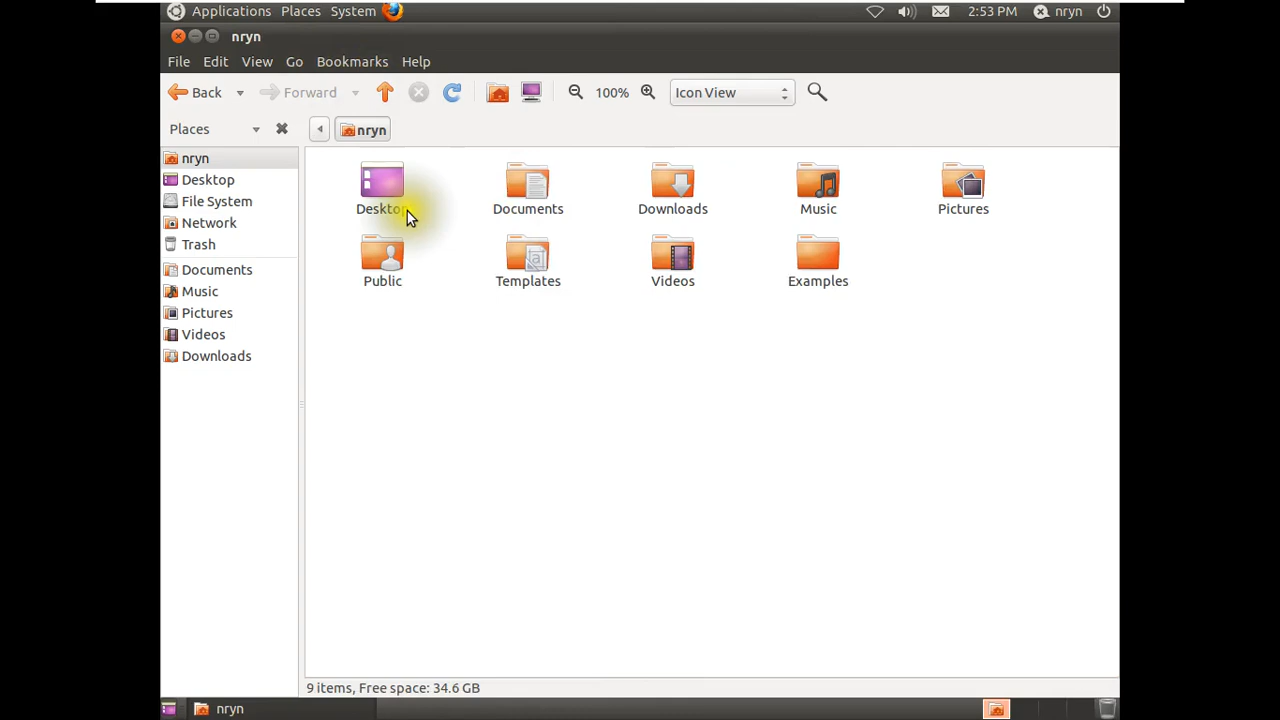 Applications Places System 2:53 PM nryn
nryn
File Edit View Go Bookmarks Help
Back Forward 100% Icon View
Places nryn
nryn
Desktop
File System
Network
Trash
Documents
Music
Pictures
Videos
Downloads
Desktop Documents Downloads Music Pictures
Public Templates Videos Examples
9 items, Free space: 34.6 GB
nryn